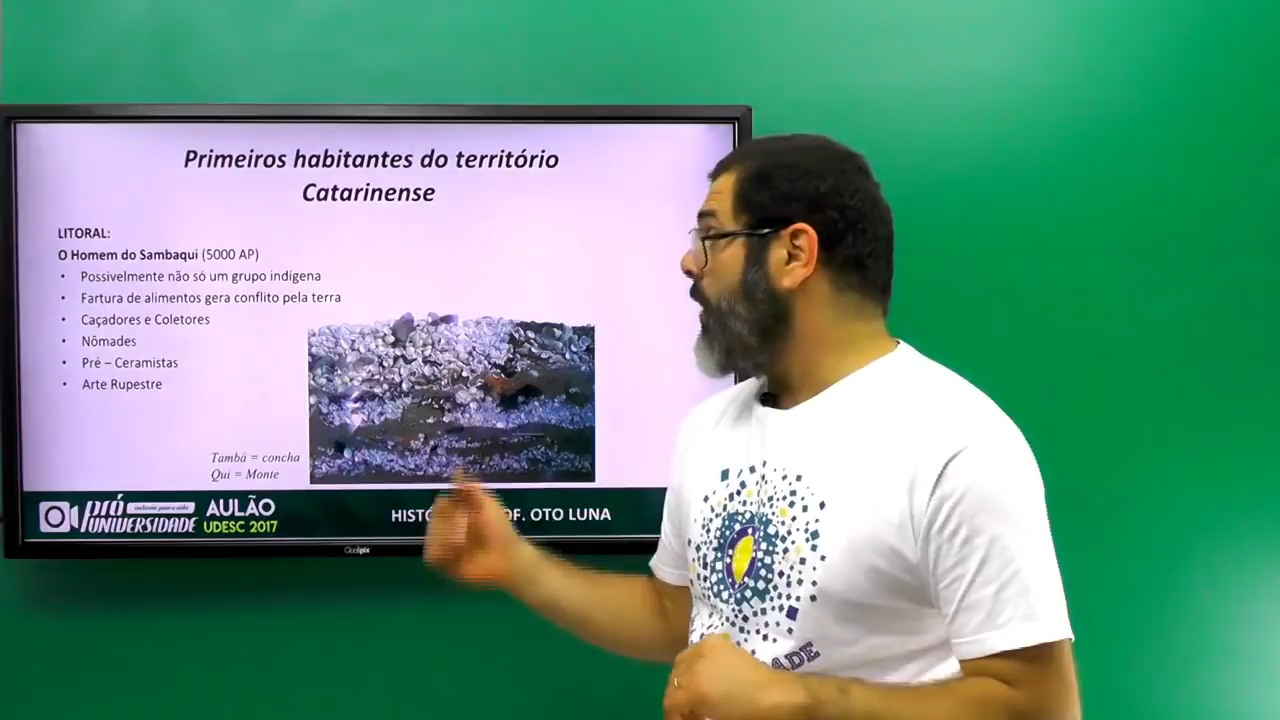 Primeiros habitantes do território
Catarinense
LITORAL:
O Homem do Sambaqui (5000 AP)
• Possivelmente não só um grupo indígena
• Fartura de alimentos gera conflito pela terra
• Caçadores e Coletores
• Nômades
• Pré – Ceramistas
• Arte Rupestre
Tambá = concha
Qui = Monte
PRÓ
UNIVERSIDADE
AULÃO
UDESC 2017
OTO LUNA
Qualipix